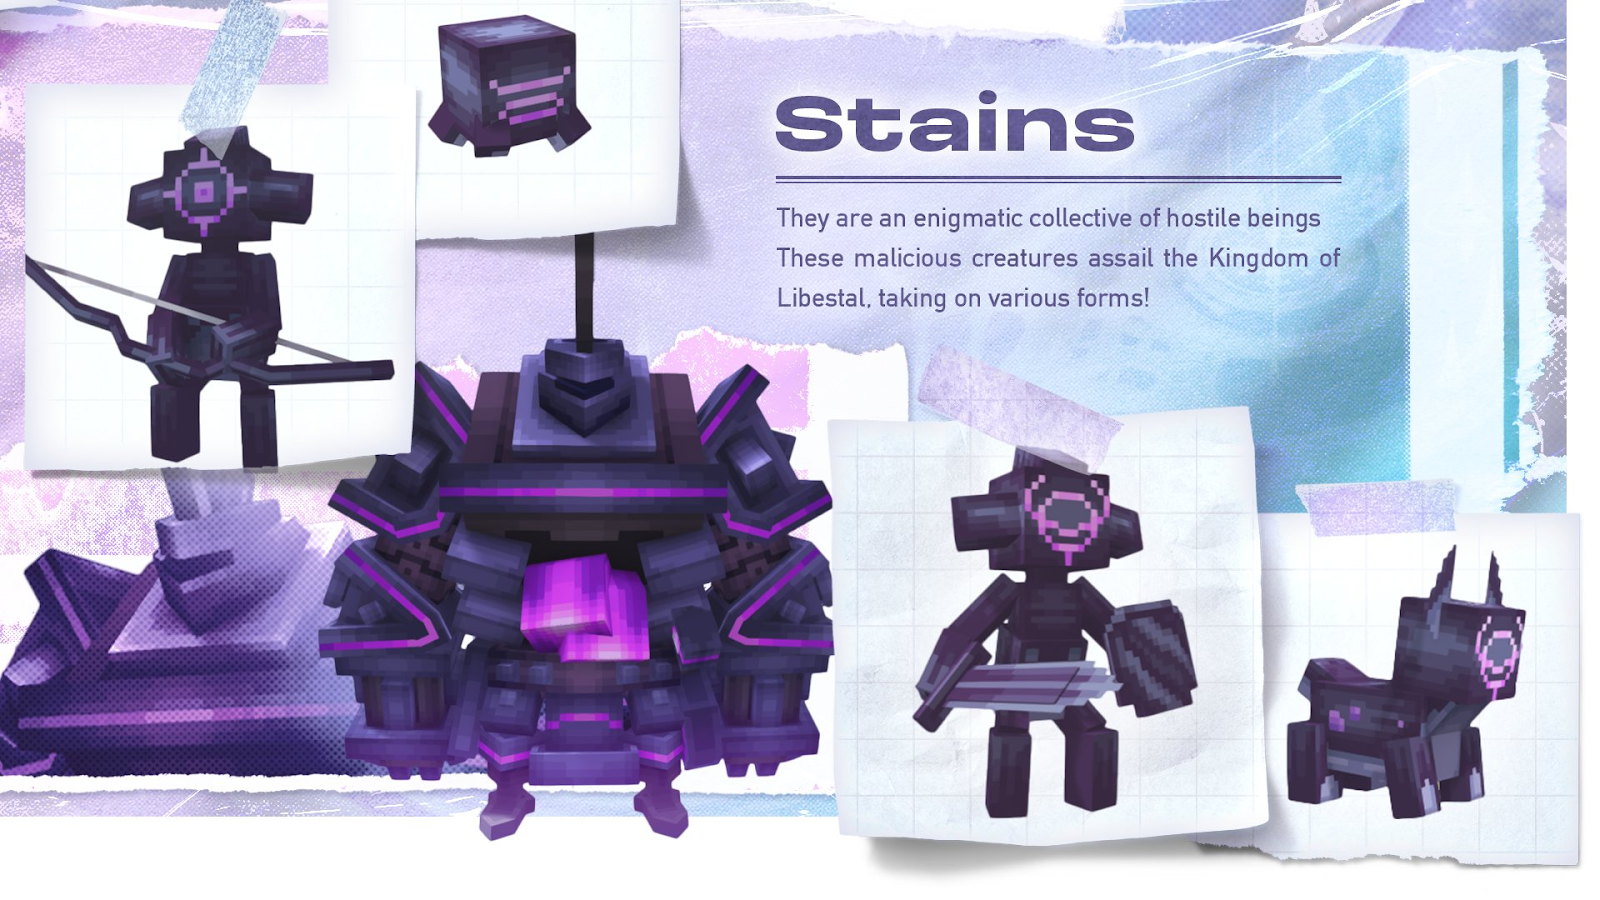 Stains
They are an enigmatic collective of hostile beings
These malicious creatures assail the Kingdom of
Libestal, taking on various forms!